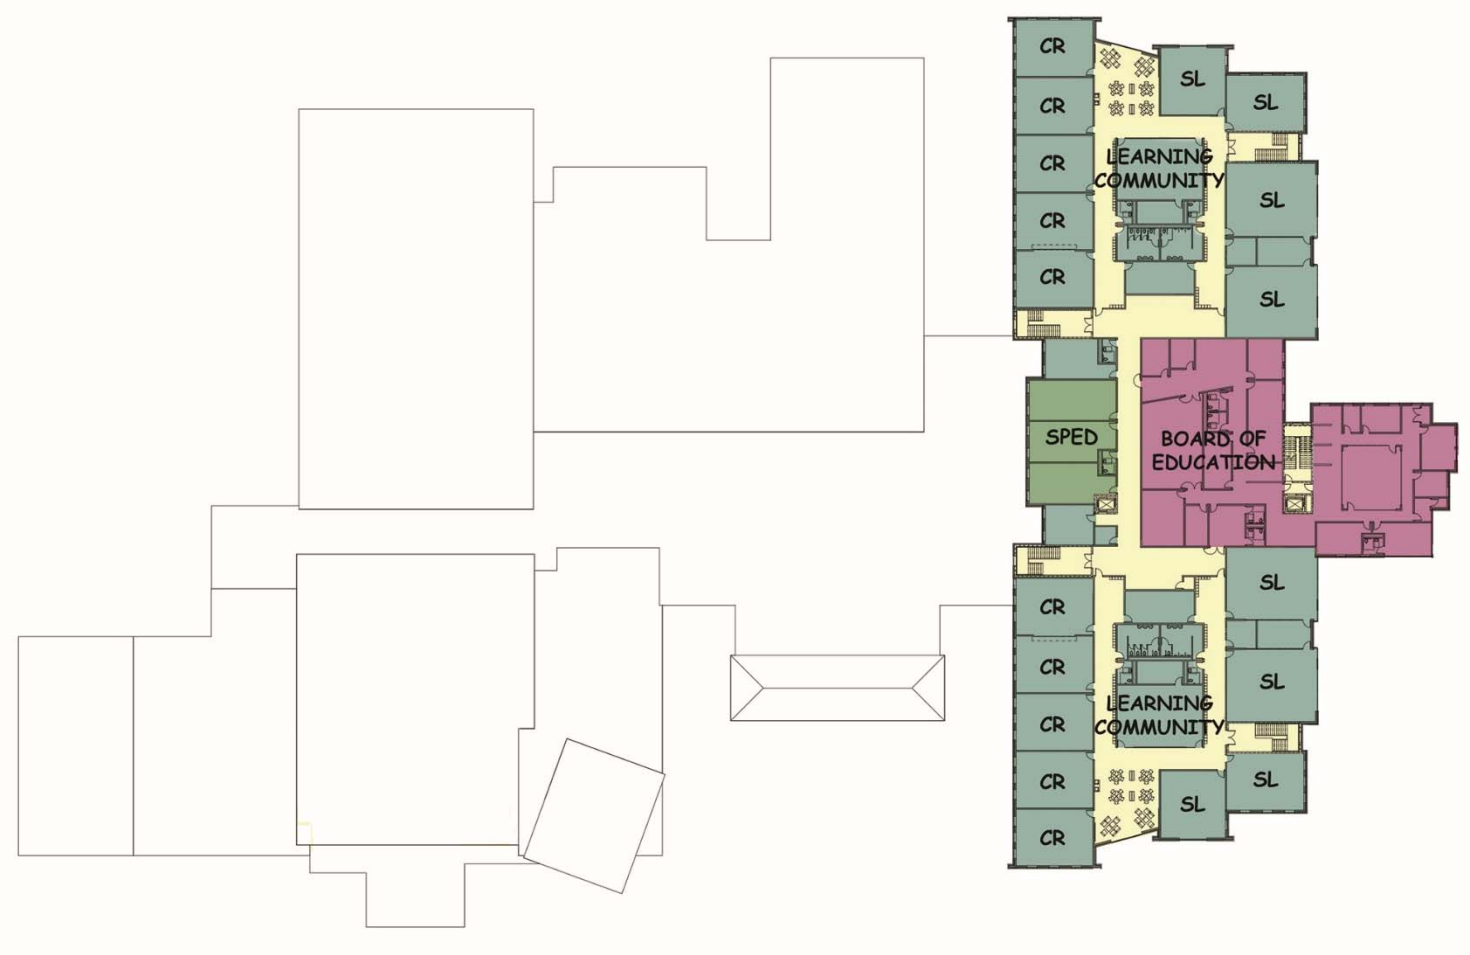 CR
SL
CR
SL
CR
LEARNING
COMMUNITY
CR
SL
CR
SL
SPED
BOARD OF
EDUCATION
CR
SL
CR
SL
LEARNING
COMMUNITY
CR
CR
SL
SL
CR